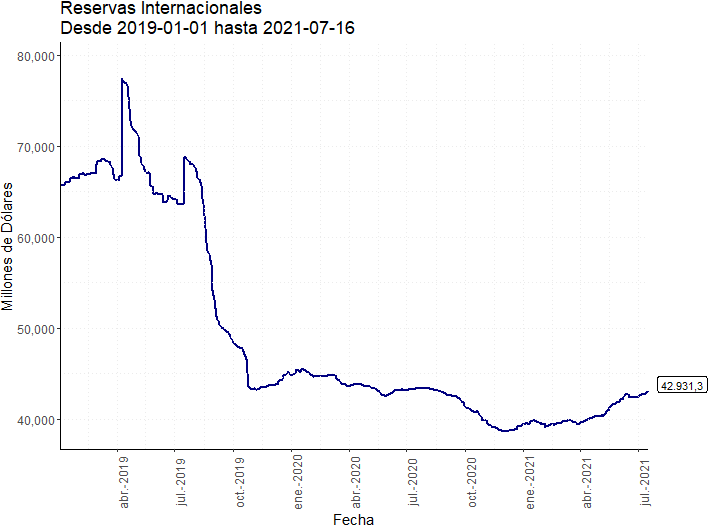 Reservas Internacionales
Desde 2019-01-01 hasta 2021-07-16
Millones de Dólares
80,000
70,000
60,000
50,000
40,000
42.931,3
abr.-2019
jul.-2019
oct.-2019
ene.-2020
abr.-2020
jul.-2020
oct.-2020
ene.-2021
abr.-2021
jul.-2021
Fecha